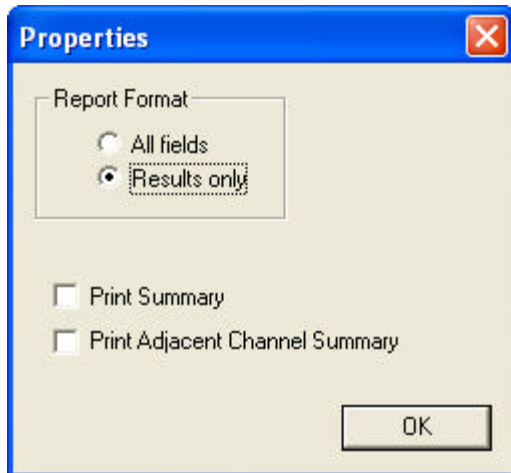 Properties
Report Format
All fields
Results only
Print Summary
Print Adjacent Channel Summary
OK